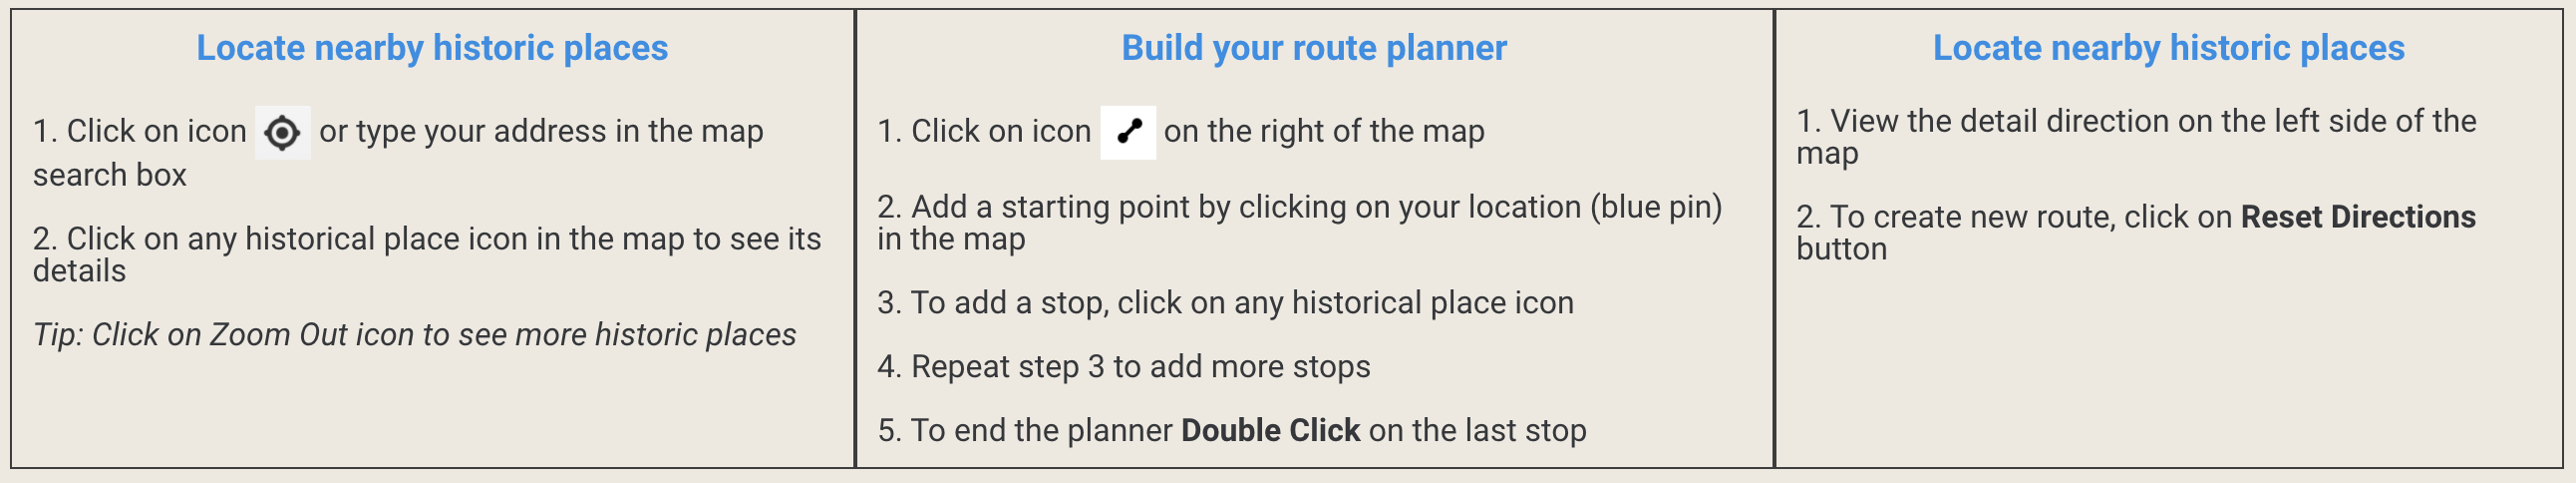 Locate nearby historic places
1. Click on icon or type your address in the map
search box
2. Click on any historical place icon in the map to see its
details
Tip: Click on Zoom Out icon to see more historic places
Build your route planner
1. Click on icon on the right of the map
2. Add a starting point by clicking on your location (blue pin)
in the map
3. To add a stop, click on any historical place icon
4. Repeat step 3 to add more stops
5. To end the planner Double Click on the last stop
Locate nearby historic places
1. View the detail direction on the left side of the
map
2. To create new route, click on Reset Directions
button